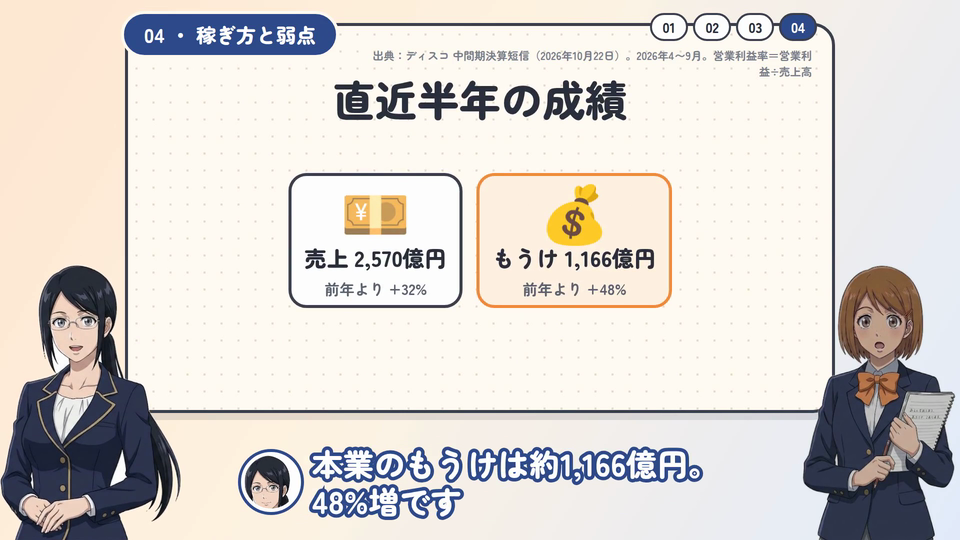 04 ・ 稼ぎ方と弱点
01 02 03 04
出典：ディスコ 中間期決算短信（2026年10月22日）。2026年4〜9月。営業利益率＝営業利
益÷売上高
直近半年の成績
売上 2,570億円
前年より +32%
もうけ 1,166億円
前年より +48%
本業のもうけは約1,166億円。
48%増です